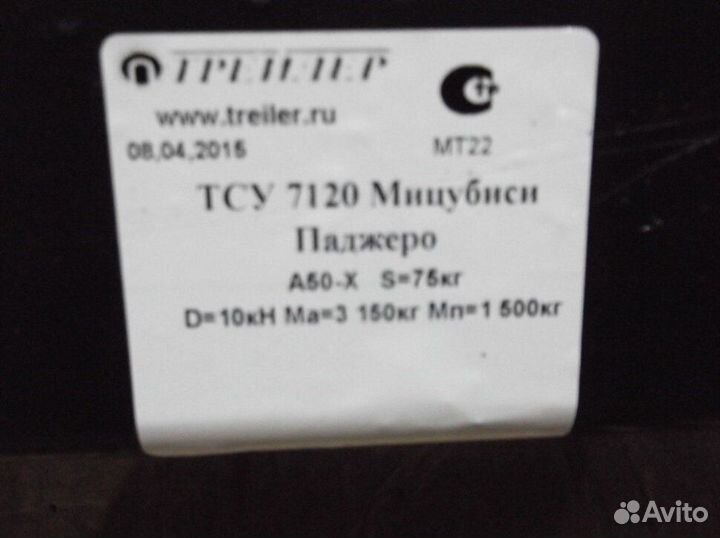 ТРЕЙЛЕР
www.treiler.ru
08,04,2015
МТ22
ТСУ 7120 Мицубиси
Паджеро
А50-Х S=75кг
D=10кН Ма=3 150кг Мп=1 500кг
Avito